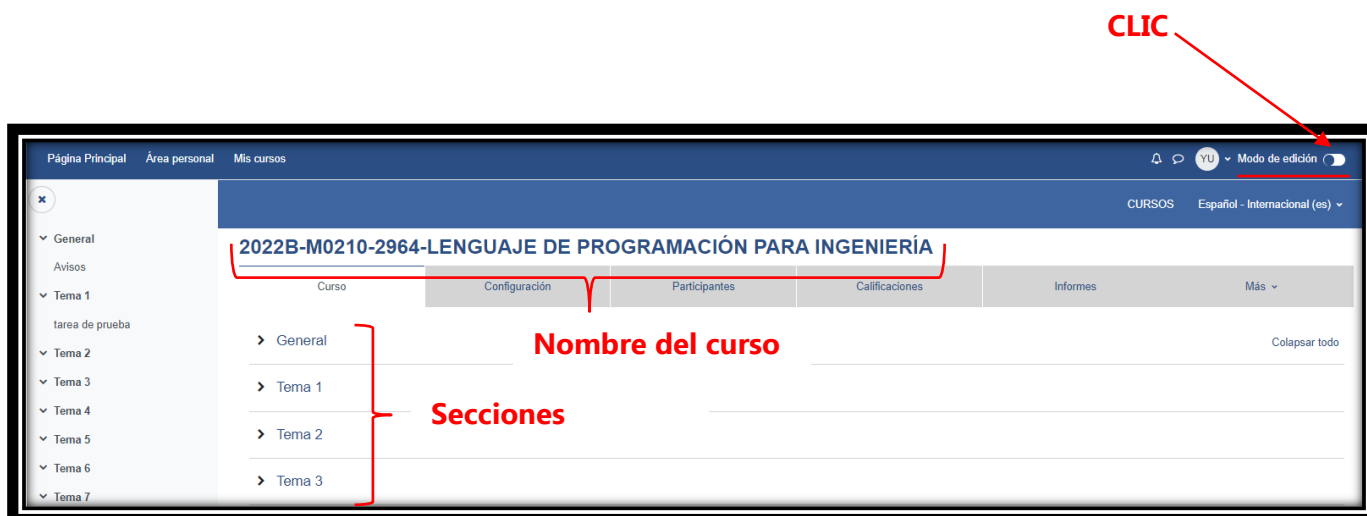 CLIC
Página Principal Área personal Mis cursos YU Modo de edición
CURSOS Español - Internacional (es)
General
Avisos
Tema 1
tarea de prueba
Tema 2
Tema 3
Tema 4
Tema 5
Tema 6
Tema 7
2022B-M0210-2964-LENGUAJE DE PROGRAMACIÓN PARA INGENIERÍA
Curso Configuración Participantes Calificaciones Informes Más
Nombre del curso
General Colapsar todo
Tema 1
Secciones
Tema 2
Tema 3